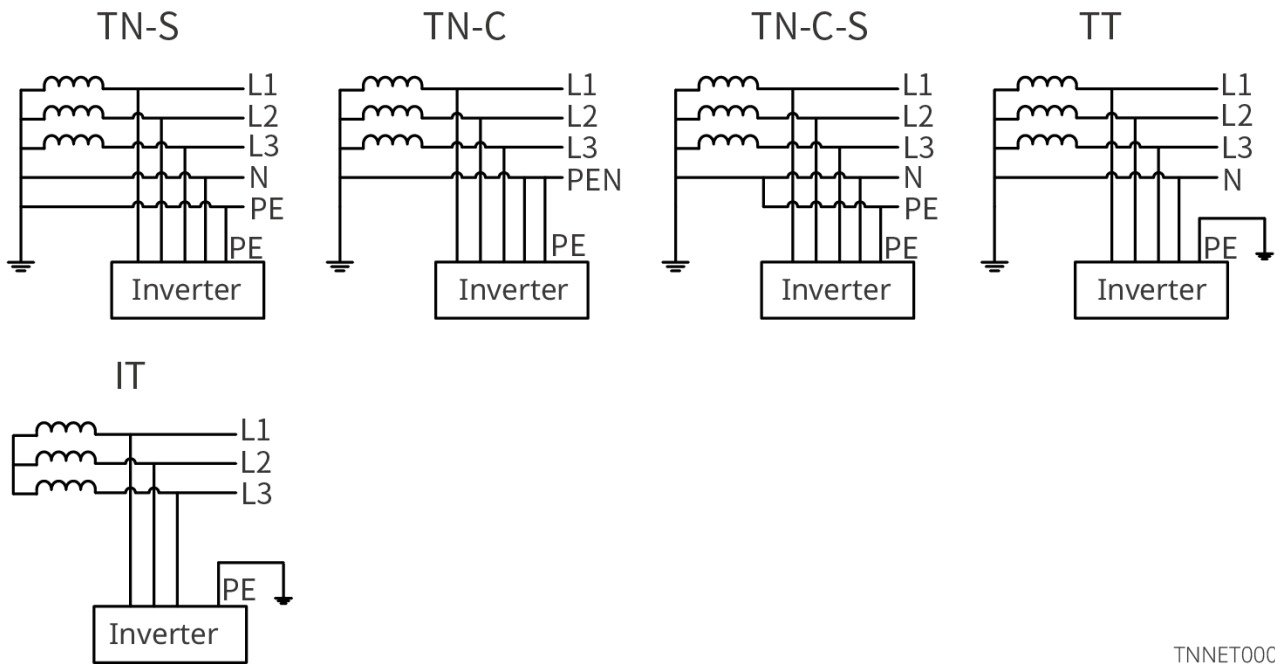 TN-S
TN-C
TN-C-S
TT
L1
L2
L3
N
PE
PE
Inverter
L1
L2
L3
PEN
PE
Inverter
L1
L2
L3
N
PE
PE
Inverter
L1
L2
L3
N
PE
Inverter
IT
L1
L2
L3
PE
Inverter
TNNET000